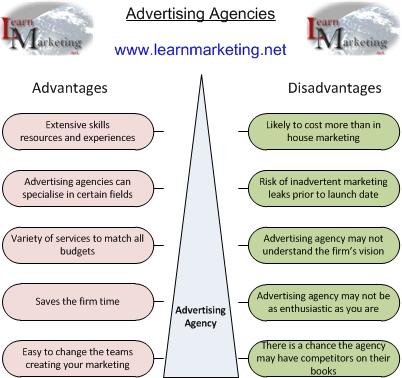 Advertising Agencies
Learn
Marketing
.net
Learn
Marketing
.net
www.learnmarketing.net
Advantages
Disadvantages
Extensive skills
resources and experiences
Advertising agencies can
specialise in certain fields
Variety of services to match all
budgets
Saves the firm time
Easy to change the teams
creating your marketing
Advertising
Agency
Likely to cost more than in
house marketing
Risk of inadvertent marketing
leaks prior to launch date
Advertising agency may not
understand the firm's vision
Advertising agency may not be
as enthusiastic as you are
There is a chance the agency
may have competitors on their
books